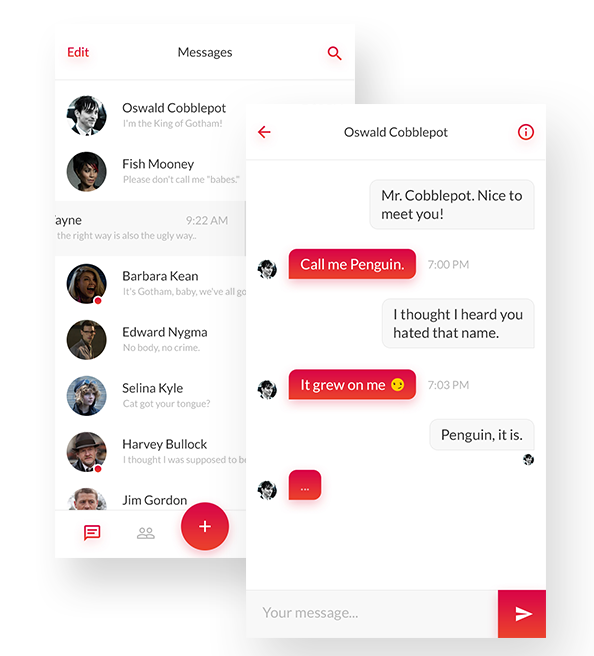 Edit
Messages
Oswald Cobblepot
I'm the King of Gotham!
Fish Mooney
Please don't call me "babes."
ayne
9:22 AM
the right way is also the ugly way..
Barbara Kean
It's Gotham, baby, we've all go
Edward Nygma
No body, no crime.
Selina Kyle
Cat got your tongue?
Harvey Bullock
I thought I was supposed to be
Jim Gordon
Oswald Cobblepot
Mr. Cobblepot. Nice to
meet you!
Call me Penguin.
7:00 PM
I thought I heard you
hated that name.
It grew on me 😏
7:03 PM
Penguin, it is.
...
Your message...